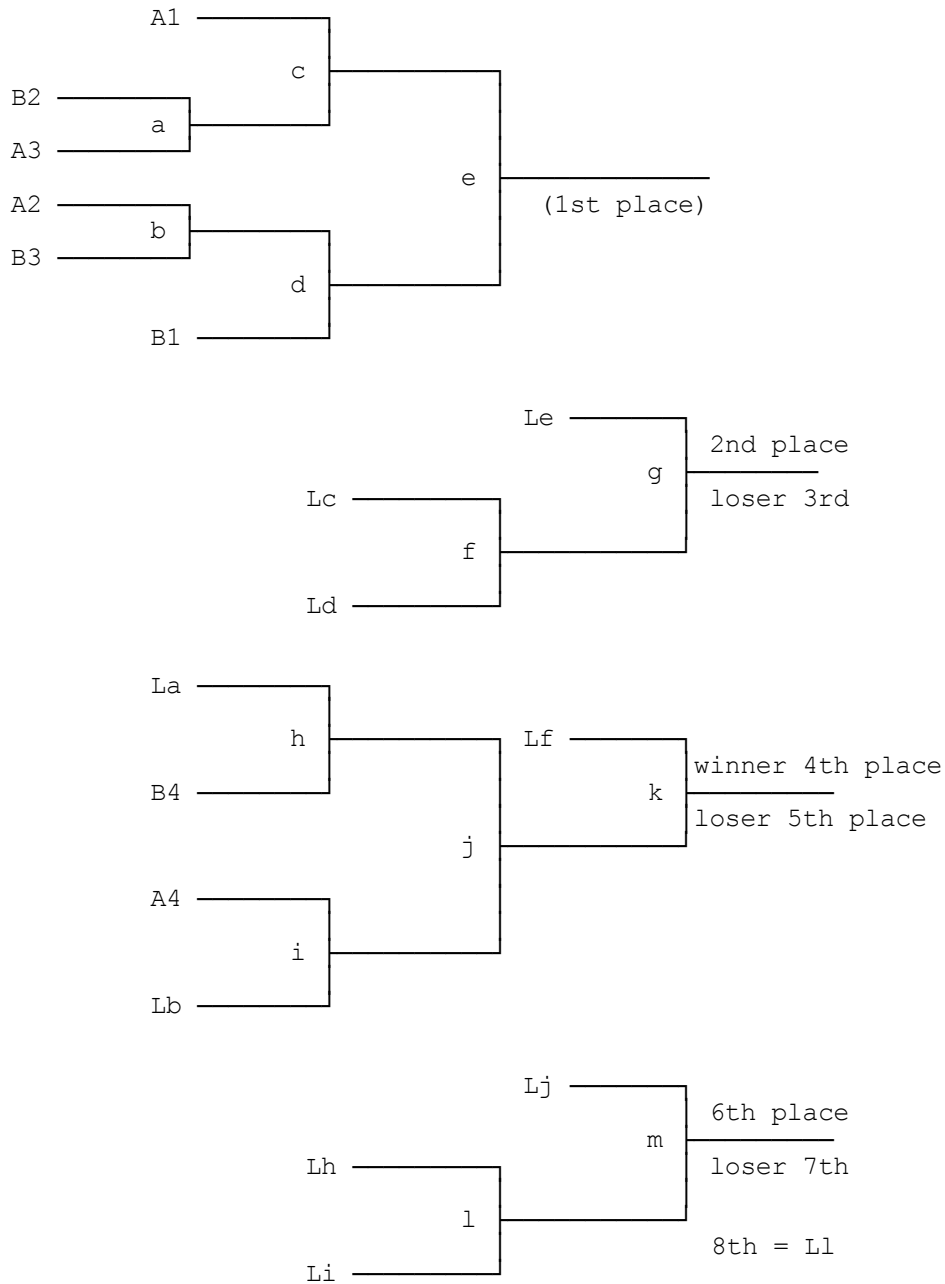 A1
c
B2
a
A3
e
A2
(1st place)
b
B3
d
B1
Le
2nd place
g
Lc
loser 3rd
f
Ld
La
h
Lf
winner 4th place
B4
k
loser 5th place
j
A4
i
Lb
Lj
6th place
m
Lh
loser 7th
l
8th = Ll
Li